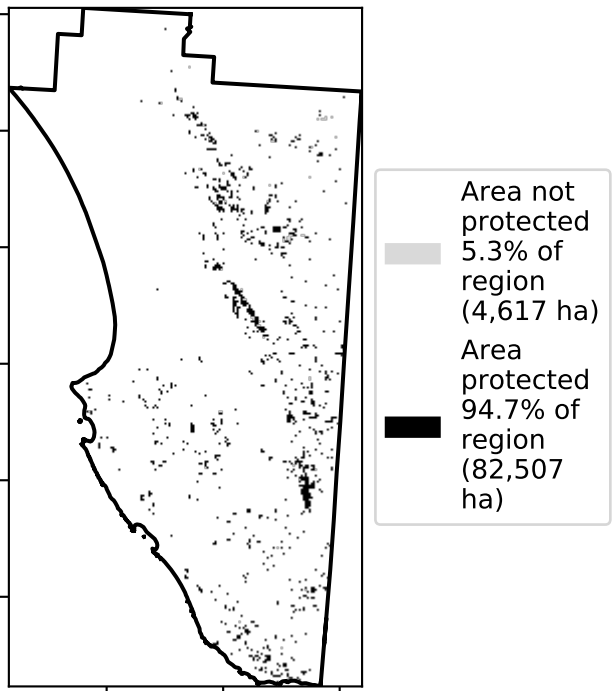 Area not
protected
5.3% of
region
(4,617 ha)
Area
protected
94.7% of
region
(82,507
ha)